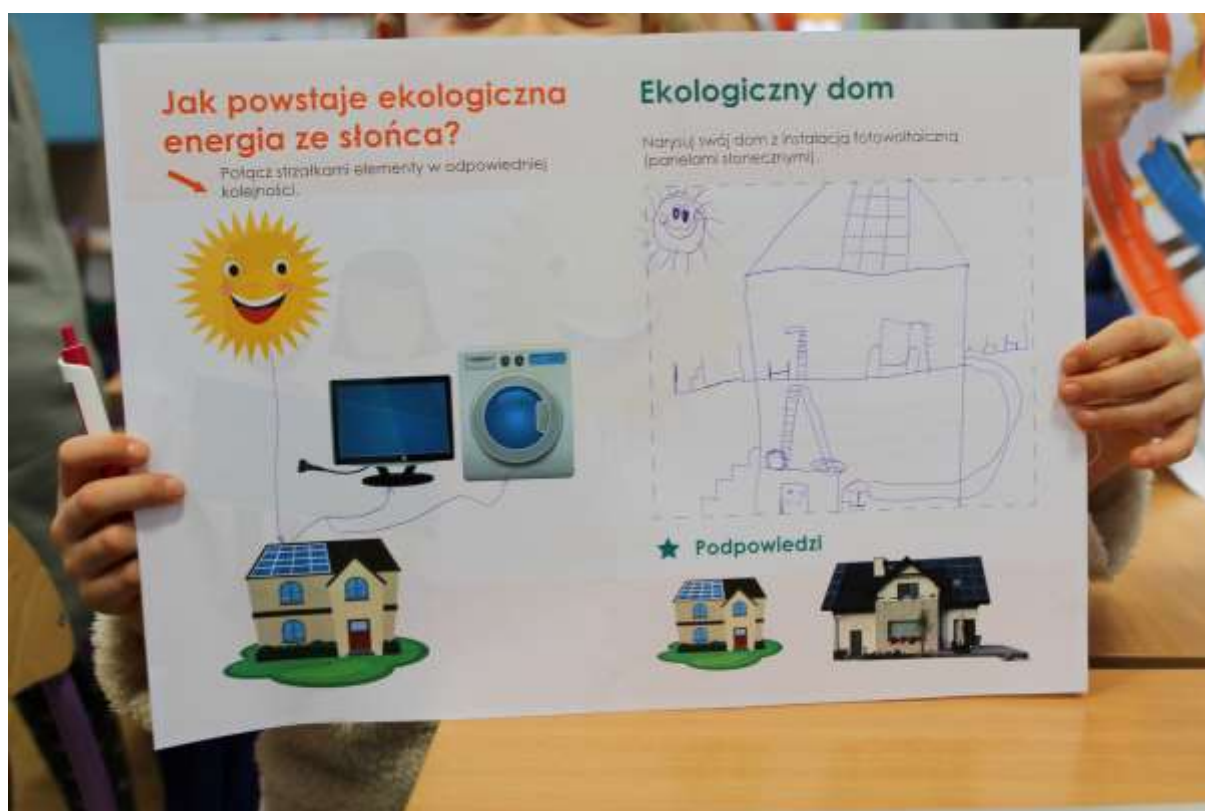 Jak powstaje ekologiczna
energia ze słońca?
Połącz strzałkami elementy w odpowiedniej
kolejności.
Ekologiczny dom
Narysuj swój dom z instalacją fotowoltaiczną
(panelami słonecznymi).
Podpowiedzi